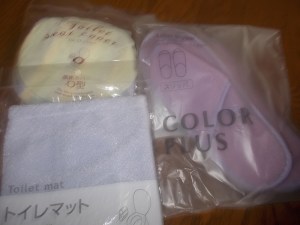 Toilet
Seat Cover
COLOR
PLUS
Toilet mat
トイレマット